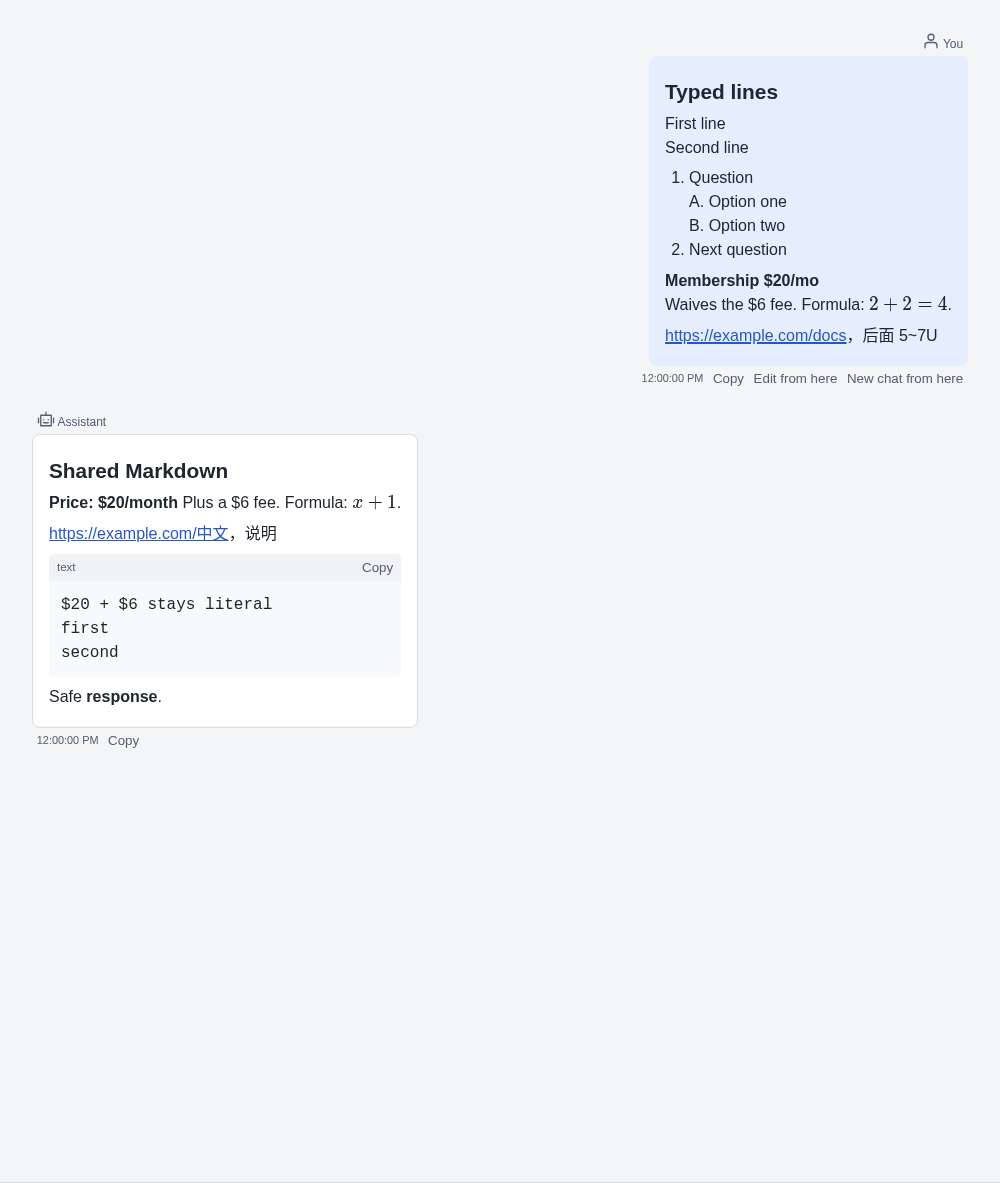 You
Typed lines
First line
Second line
1. Question
A. Option one
B. Option two
2. Next question
Membership $20/mo
Waives the $6 fee. Formula: 2 + 2 = 4.
https://example.com/docs，后面 5~7U
12:00:00 PM Copy Edit from here New chat from here
Assistant
Shared Markdown
Price: $20/month Plus a $6 fee. Formula: x + 1.
https://example.com/中文，说明
text Copy
$20 + $6 stays literal
first
second
Safe response.
12:00:00 PM Copy